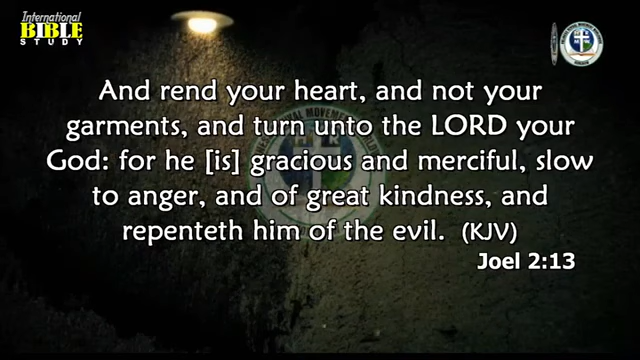 International
BIBLE
STUDY
And rend your heart, and not your
garments, and turn unto the LORD your
God: for he [is] gracious and merciful, slow
to anger, and of great kindness, and
repenteth him of the evil. (KJV)
Joel 2:13